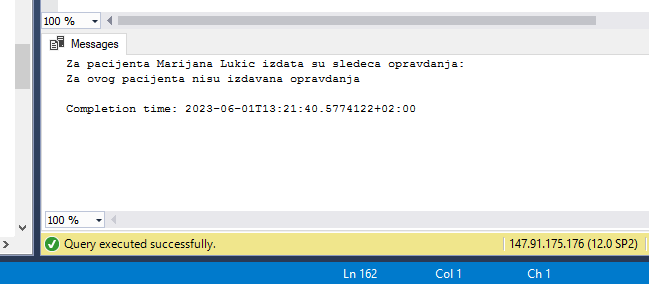 100 %
Messages
Za pacijenta Marijana Lukic izdata su sledeca opravdanja:
Za ovog pacijenta nisu izdavana opravdanja
Completion time: 2023-06-01T13:21:40.5774122+02:00
100 %
Query executed successfully. 147.91.175.176 (12.0 SP2)
Ln 162 Col 1 Ch 1